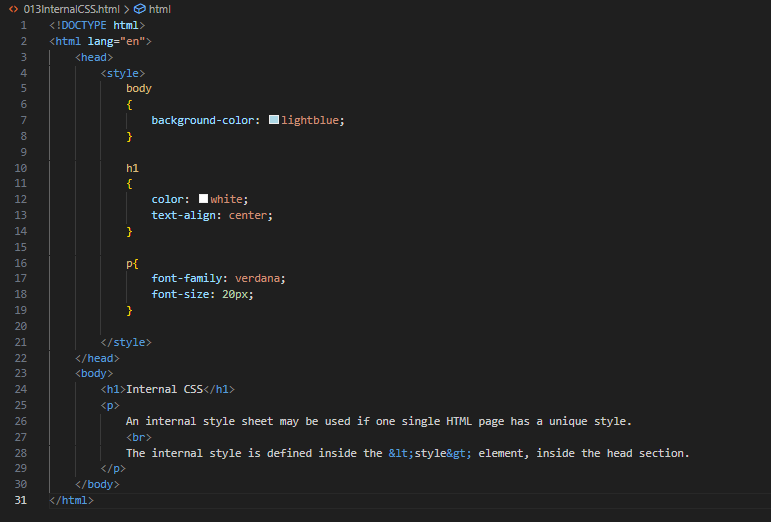 013InternalCSS.html > html
1 <!DOCTYPE html>
2 <html lang="en">
3     <head>
4         <style>
5             body
6             {
7                 background-color: lightblue;
8             }
9
10             h1
11             {
12                 color: white;
13                 text-align: center;
14             }
15
16             p{
17                 font-family: verdana;
18                 font-size: 20px;
19             }
20
21         </style>
22     </head>
23     <body>
24         <h1>Internal CSS</h1>
25         <p>
26             An internal style sheet may be used if one single HTML page has a unique style.
27             <br>
28             The internal style is defined inside the &lt;style&gt; element, inside the head section.
29         </p>
30     </body>
31 </html>